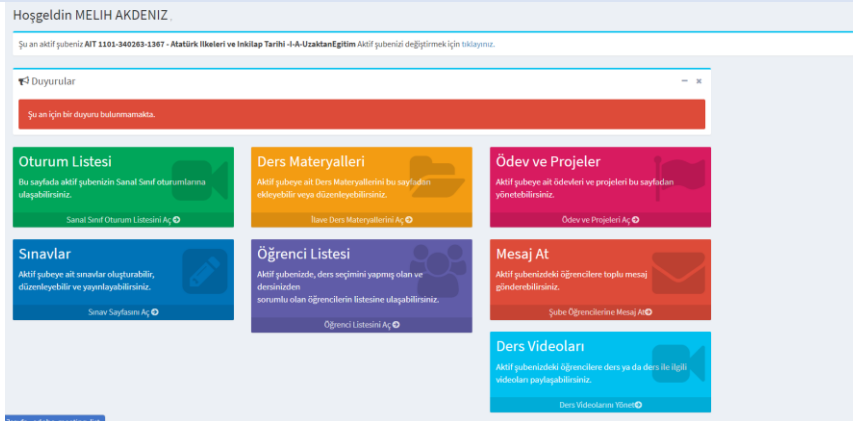 Hoşgeldin MELIH AKDENIZ.
Şu an aktif şubeniz AIT 1101-340263-1367 - Atatürk Ilkeleri ve Inkilap Tarihi -I-A-UzaktanEgitim Aktif şubenizi değiştirmek için tıklayınız.
Duyurular
Şu an için bir duyuru bulunmamakta.
Oturum Listesi
Bu sayfada aktif şubenizin Sanal Sınıf oturumlarına
ulaşabilirsiniz.
Sanal Sınıf Oturum Listesini Aç
Ders Materyalleri
Aktif şubeye ait Ders Materyallerini bu sayfadan
ekleyebilir veya düzenleyebilirsiniz.
İlave Ders Materyallerini Aç
Ödev ve Projeler
Aktif şubeye ait ödevleri ve projeleri bu sayfadan
yönetebilirsiniz.
Ödev ve Projeleri Aç
Sınavlar
Aktif şubeye ait sınavlar oluşturabilir,
düzenleyebilir ve yayınlayabilirsiniz.
Sınav Sayfasını Aç
Öğrenci Listesi
Aktif şubenizde, ders seçimini yapmış olan ve
dersinizden
sorumlu olan öğrencilerin listesine ulaşabilirsiniz.
Öğrenci Listesini Aç
Mesaj At
Aktif şubenizdeki öğrencilere toplu mesaj
gönderebilirsiniz.
Şube Öğrencilerine Mesaj At
Ders Videoları
Aktif şubenizdeki öğrencilere ders ya da ders ile ilgili
videoları paylaşabilirsiniz.
Ders Videolarını Yönet